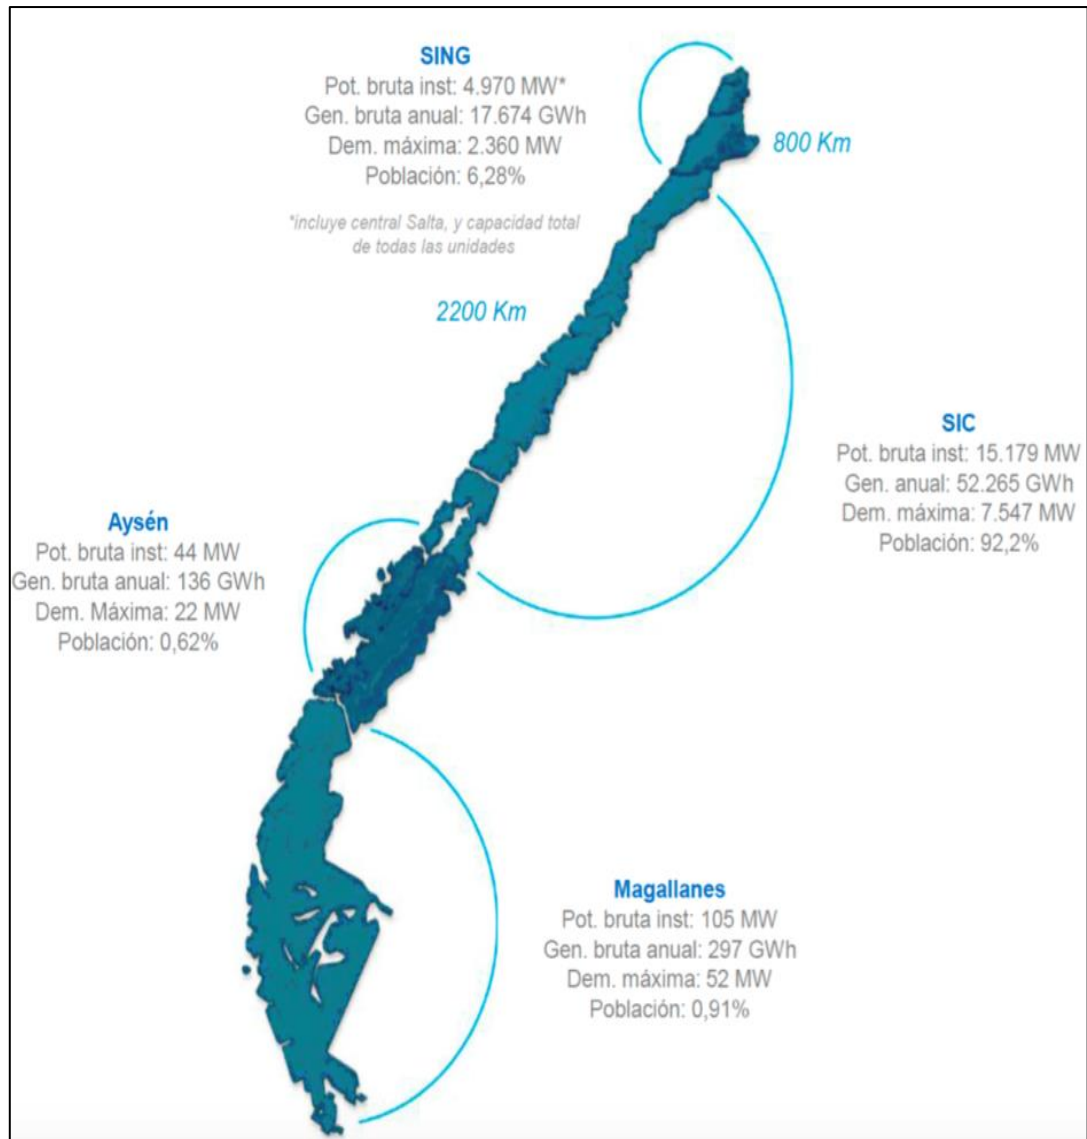 SING
Pot. bruta inst: 4.970 MW*
Gen. bruta anual: 17.674 GWh
Dem. máxima: 2.360 MW
Población: 6,28%
*incluye central Salta, y capacidad total
de todas las unidades
800 Km
2200 Km
SIC
Pot. bruta inst: 15.179 MW
Gen. anual: 52.265 GWh
Dem. máxima: 7.547 MW
Población: 92,2%
Aysén
Pot. bruta inst: 44 MW
Gen. bruta anual: 136 GWh
Dem. Máxima: 22 MW
Población: 0,62%
Magallanes
Pot. bruta inst: 105 MW
Gen. bruta anual: 297 GWh
Dem. máxima: 52 MW
Población: 0,91%